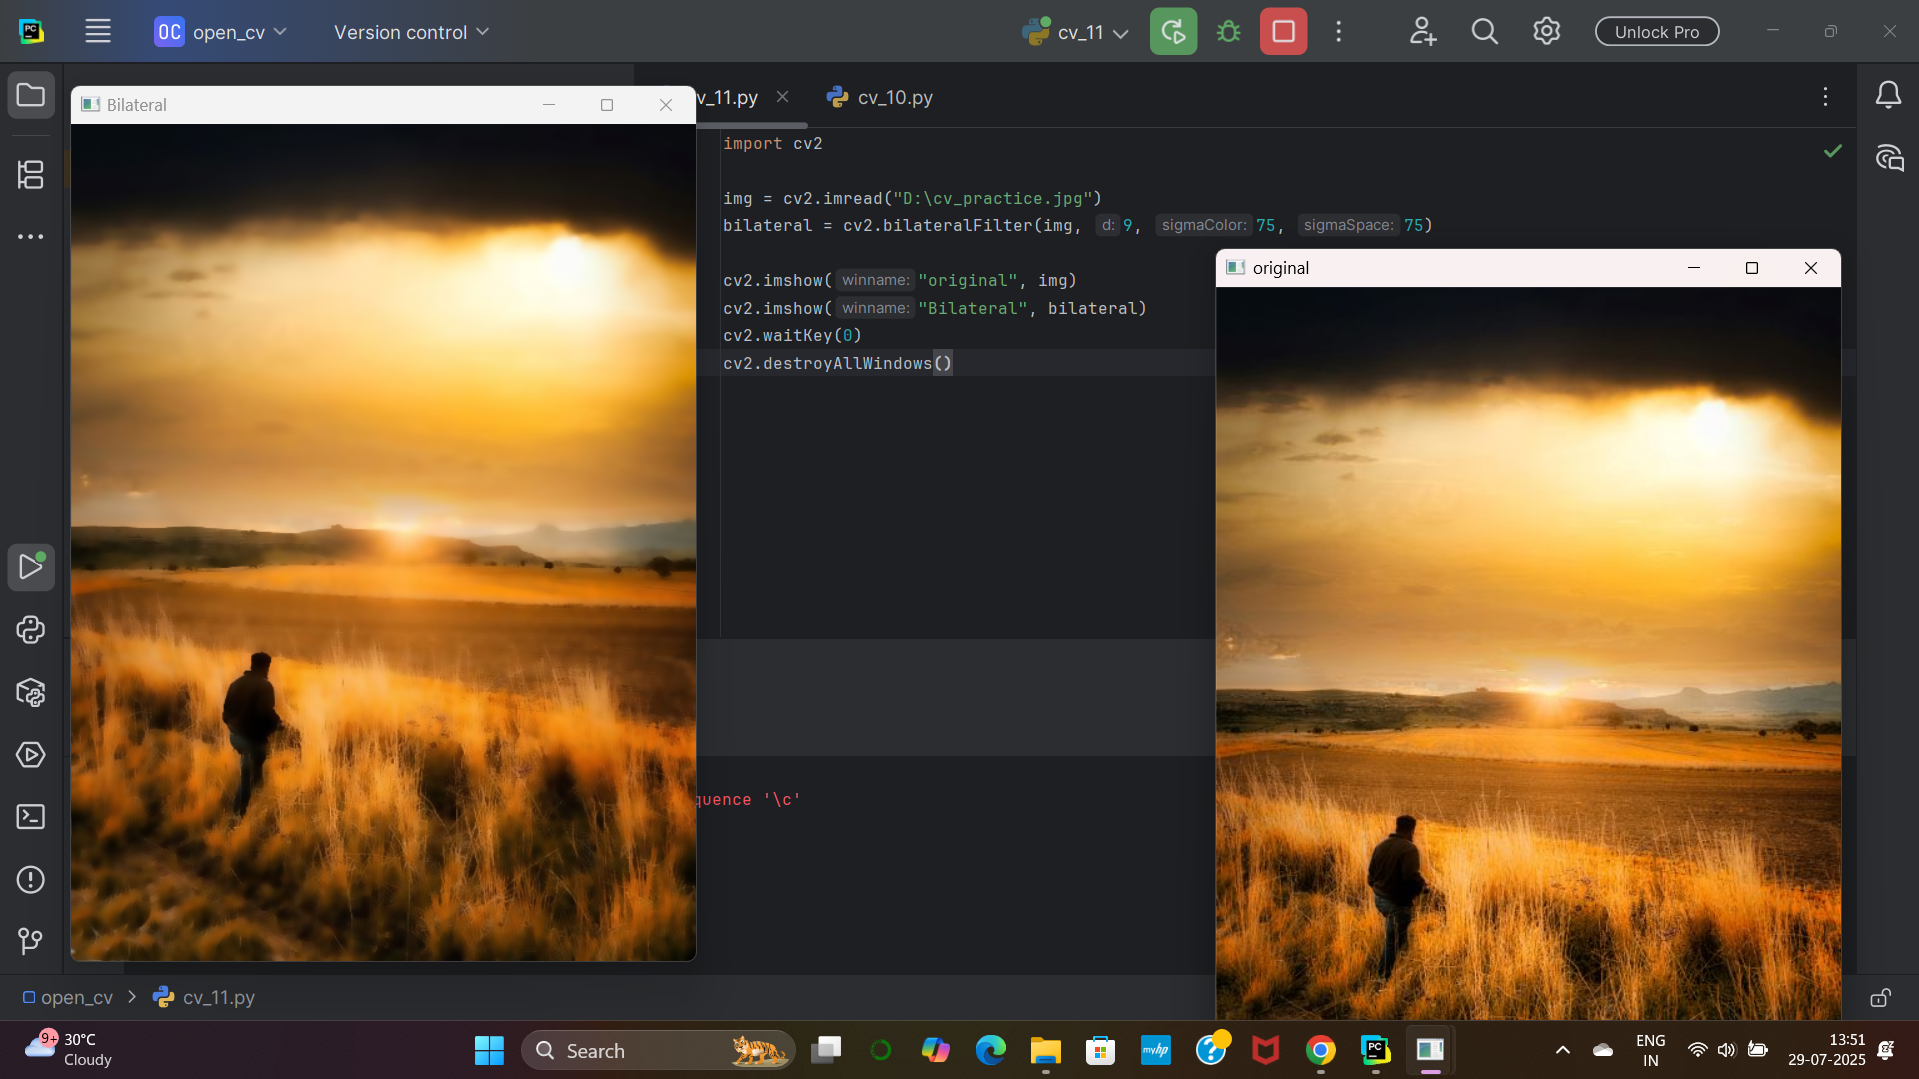 PC
OC open_cv
Version control
cv_11
Unlock Pro
Bilateral
v_11.py
cv_10.py
import cv2
img = cv2.imread("D:\cv_practice.jpg")
bilateral = cv2.bilateralFilter(img, d: 9, sigmaColor: 75, sigmaSpace: 75)
cv2.imshow( winname: "original", img)
cv2.imshow( winname: "Bilateral", bilateral)
cv2.waitKey(0)
cv2.destroyAllWindows()
original
quence '\c'
open_cv > cv_11.py
9+
30°C
Cloudy
Search
myhp
PC
ENG
IN
13:51
29-07-2025